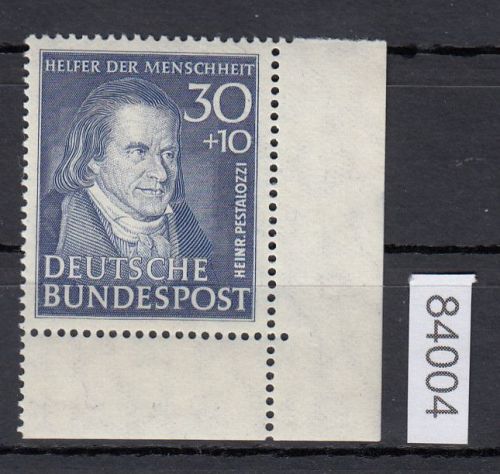 HELFER DER MENSCHHEIT
30
+10
HEINR. PESTALOZZI
DEUTSCHE
BUNDESPOST
84004